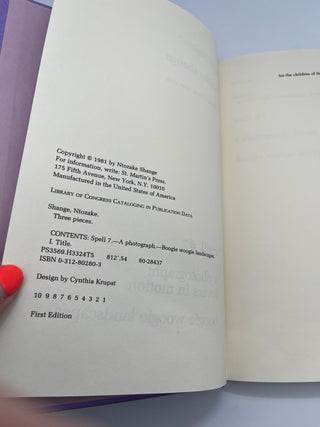 Copyright © 1981 by Ntozake Shange
For information, write: St. Martin's Press,
175 Fifth Avenue, New York, N.Y. 10010
Manufactured in the United States of America
LIBRARY OF CONGRESS CATALOGING IN PUBLICATION DATA
Shange, Ntozake.
Three pieces.
CONTENTS: Spell 7.—A photograph.—Boogie woogie landscapes.
I. Title.
PS3569.H3324T5 812'.54 80-28437
ISBN 0-312-80280-3
Design by Cynthia Krupat
10 9 8 7 6 5 4 3 2 1
First Edition
for the children of